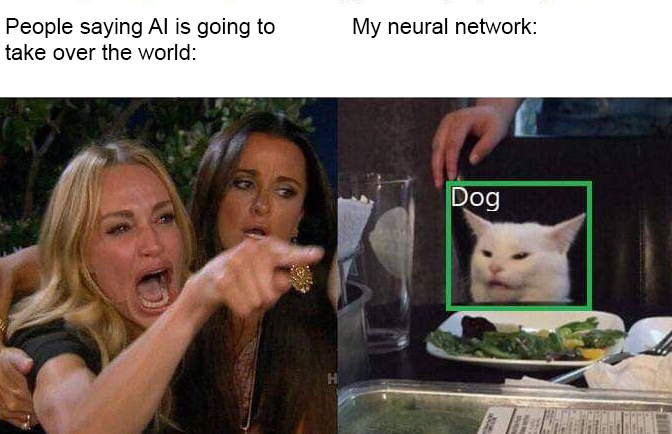 People saying AI is going to
take over the world:
My neural network:
Dog